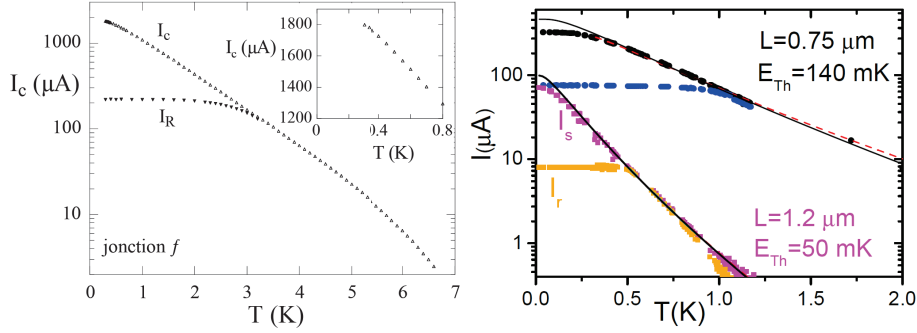 1000
100
10
I_c (μA)
I_c
I_R
jonction f
0
1
2
3
4
5
6
7
T (K)
I_c (μA)
1800
1600
1400
1200
0
0.4
0.8
T (K)
100
10
1
I(μA)
L=0.75 μm
E_Th=140 mK
I_s
I_r
L=1.2 μm
E_Th=50 mK
0.0
0.5
1.0
1.5
2.0
T(K)